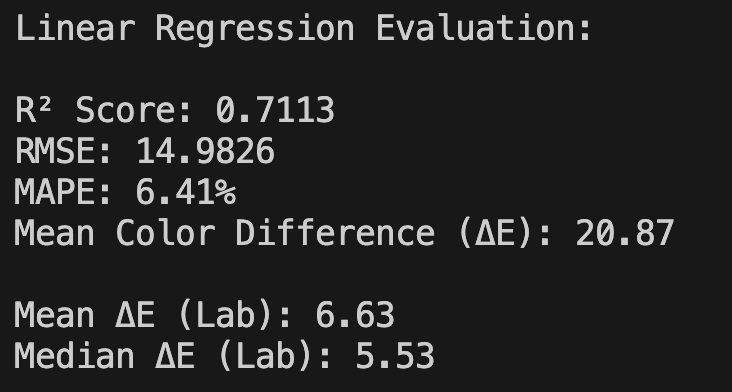 Linear Regression Evaluation:
R² Score: 0.7113
RMSE: 14.9826
MAPE: 6.41%
Mean Color Difference (ΔE): 20.87
Mean ΔE (Lab): 6.63
Median ΔE (Lab): 5.53